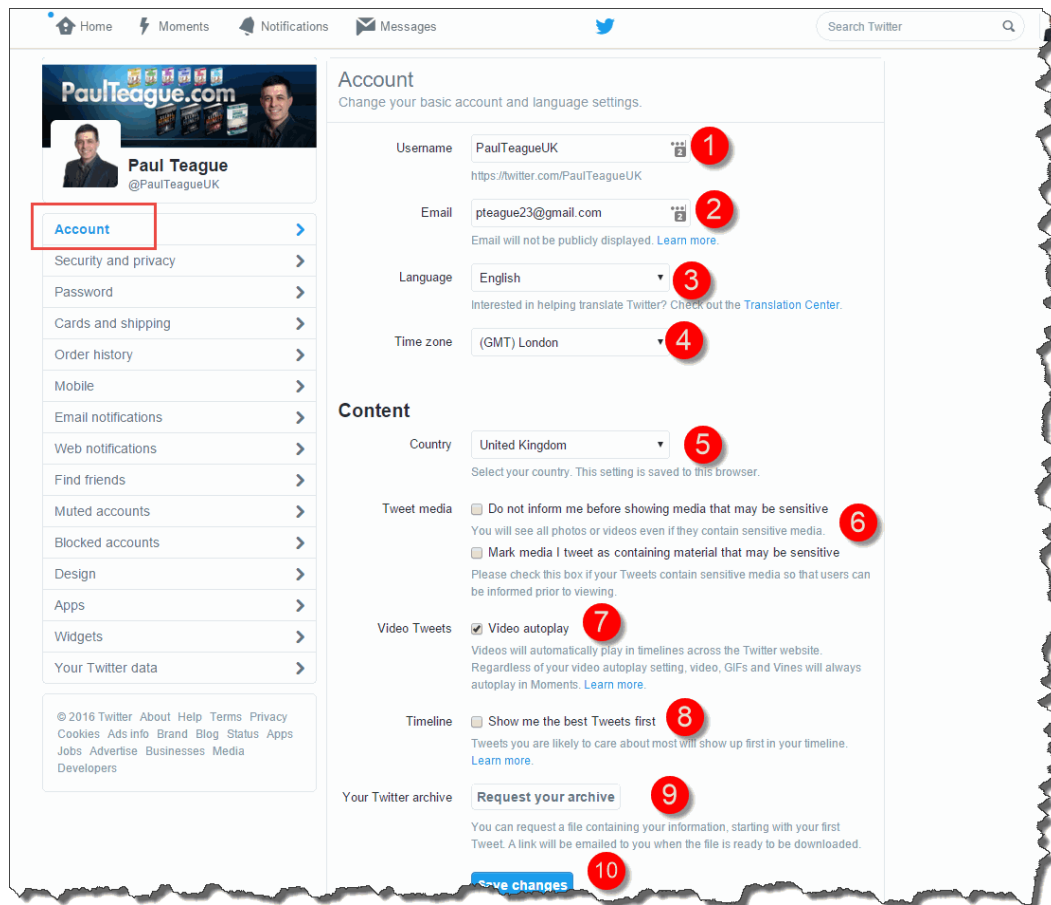 Home Moments Notifications Messages Search Twitter
PaulTeague.com
Paul Teague
@PaulTeagueUK
Account
Security and privacy
Password
Cards and shipping
Order history
Mobile
Email notifications
Web notifications
Find friends
Muted accounts
Blocked accounts
Design
Apps
Widgets
Your Twitter data
© 2016 Twitter About Help Terms Privacy
Cookies Ads info Brand Blog Status Apps
Jobs Advertise Businesses Media
Developers
Account
Change your basic account and language settings.
Username PaulTeagueUK 2 1
https://twitter.com/PaulTeagueUK
Email pteague23@gmail.com 2 2
Email will not be publicly displayed. Learn more.
Language English 3
Interested in helping translate Twitter? Check out the Translation Center.
Time zone (GMT) London 4
Content
Country United Kingdom 5
Select your country. This setting is saved to this browser.
Tweet media Do not inform me before showing media that may be sensitive 6
You will see all photos or videos even if they contain sensitive media.
Mark media I tweet as containing material that may be sensitive
Please check this box if your Tweets contain sensitive media so that users can
be informed prior to viewing.
Video Tweets Video autoplay 7
Videos will automatically play in timelines across the Twitter website.
Regardless of your video autoplay setting, video, GIFs and Vines will always
autoplay in Moments. Learn more.
Timeline Show me the best Tweets first 8
Tweets you are likely to care about most will show up first in your timeline.
Learn more.
Your Twitter archive Request your archive 9
You can request a file containing your information, starting with your first
Tweet. A link will be emailed to you when the file is ready to be downloaded.
Save changes 10